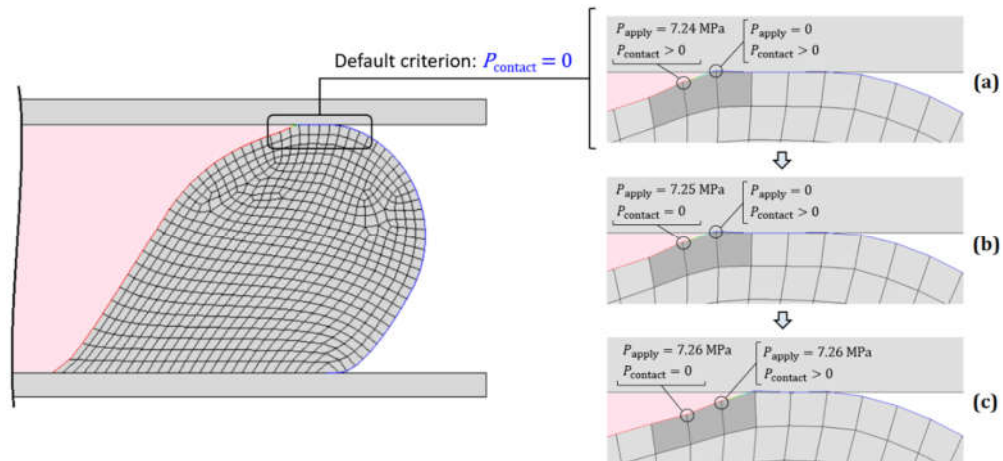 Default criterion: P_contact = 0
P_apply = 7.24 MPa
P_contact > 0
P_apply = 0
P_contact > 0
(a)
P_apply = 7.25 MPa
P_contact = 0
P_apply = 0
P_contact > 0
(b)
P_apply = 7.26 MPa
P_contact = 0
P_apply = 7.26 MPa
P_contact > 0
(c)